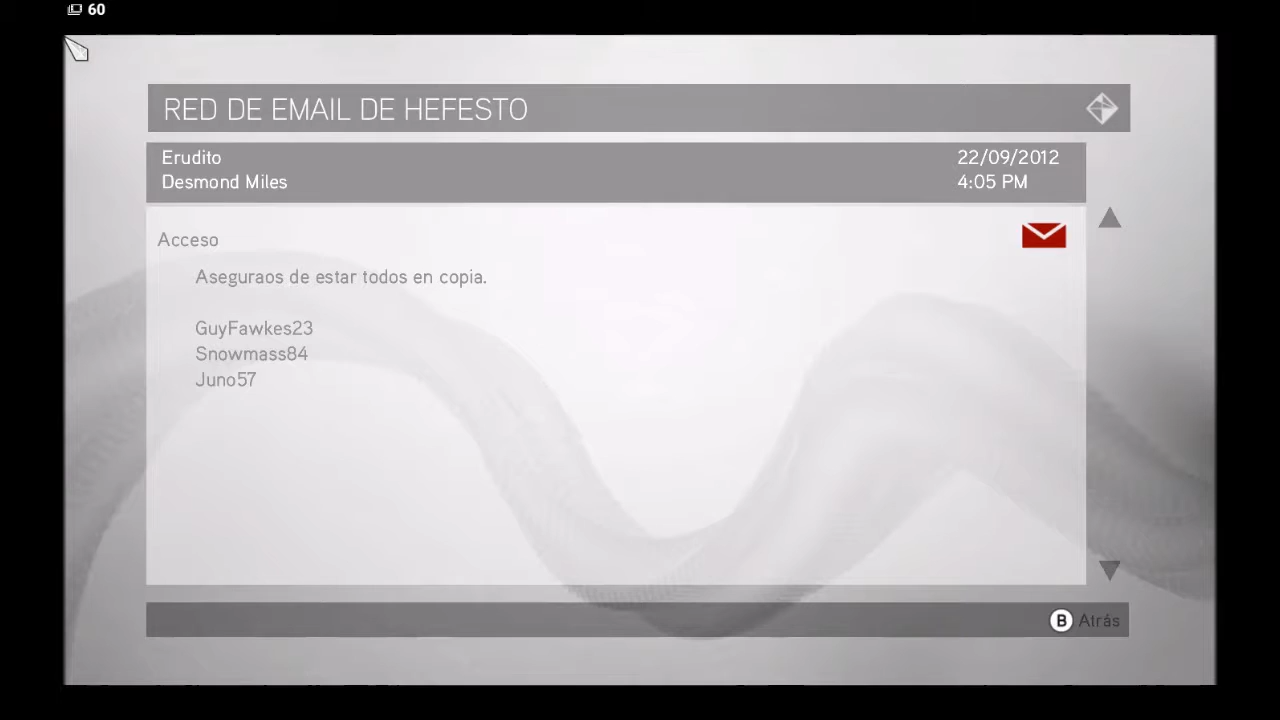 60
RED DE EMAIL DE HEFESTO
Erudito
22/09/2012
Desmond Miles
4:05 PM
Acceso
Aseguraos de estar todos en copia.
GuyFawkes23
Snowmass84
Juno57
B Atrás